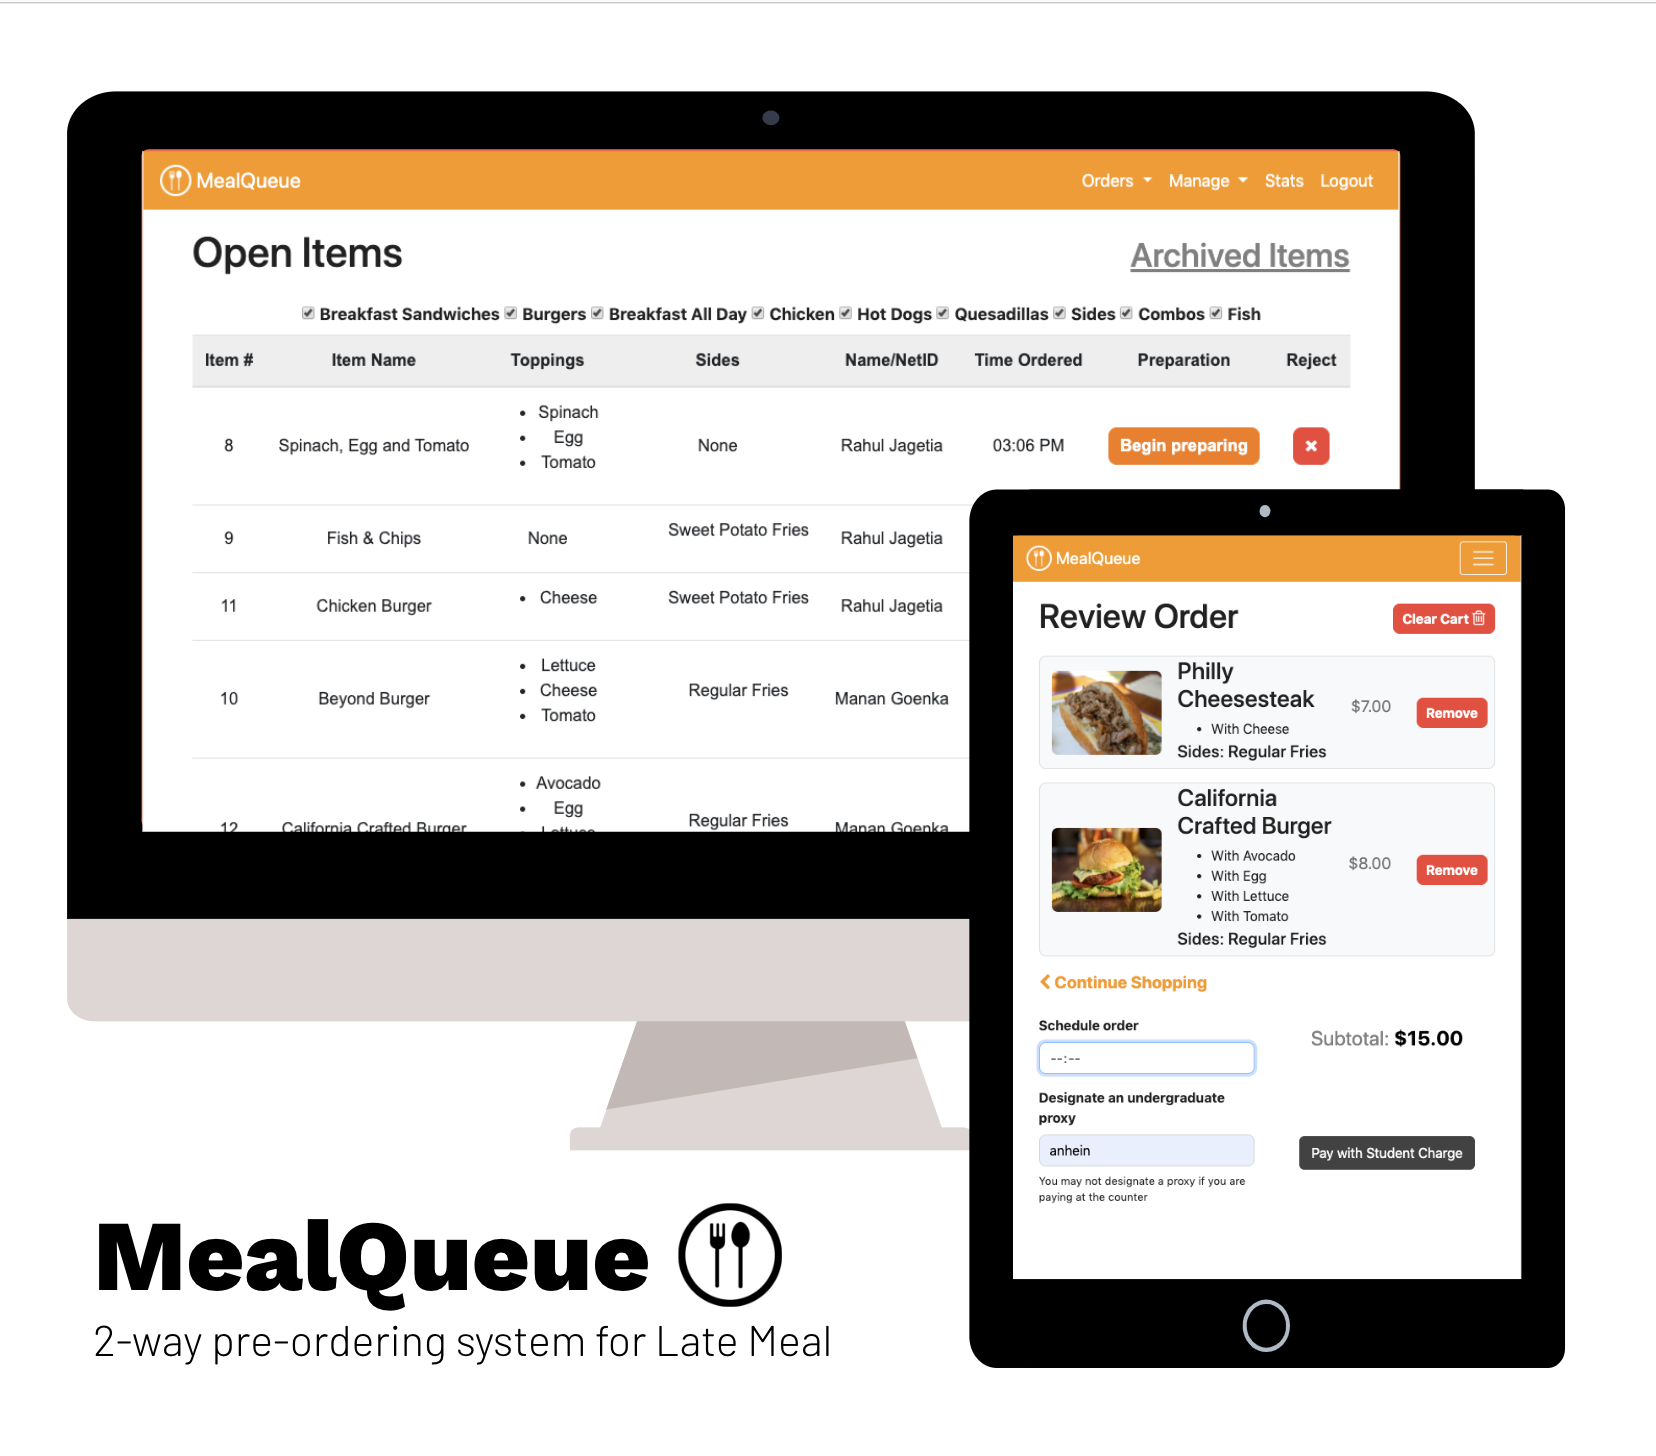 MealQueue
Orders Manage Stats Logout
Open Items
Archived Items
Breakfast Sandwiches Burgers Breakfast All Day Chicken Hot Dogs Quesadillas Sides Combos Fish
Item # Item Name Toppings Sides Name/NetID Time Ordered Preparation Reject
8 Spinach, Egg and Tomato
Spinach
Egg
Tomato
None Rahul Jagetia 03:06 PM Begin preparing
9 Fish & Chips None Sweet Potato Fries Rahul Jagetia
11 Chicken Burger Cheese Sweet Potato Fries Rahul Jagetia
10 Beyond Burger
Lettuce
Cheese
Tomato
Regular Fries Manan Goenka
12 California Crafted Burger
Avocado
Egg
Lettuce
Regular Fries Manan Goenka
MealQueue
Review Order
Clear Cart
Philly
Cheesesteak
With Cheese
Sides: Regular Fries
$7.00
Remove
California
Crafted Burger
With Avocado
With Egg
With Lettuce
With Tomato
Sides: Regular Fries
$8.00
Remove
Continue Shopping
Schedule order
--:--
Subtotal: $15.00
Designate an undergraduate
proxy
anhein
Pay with Student Charge
You may not designate a proxy if you are
paying at the counter
MealQueue
2-way pre-ordering system for Late Meal